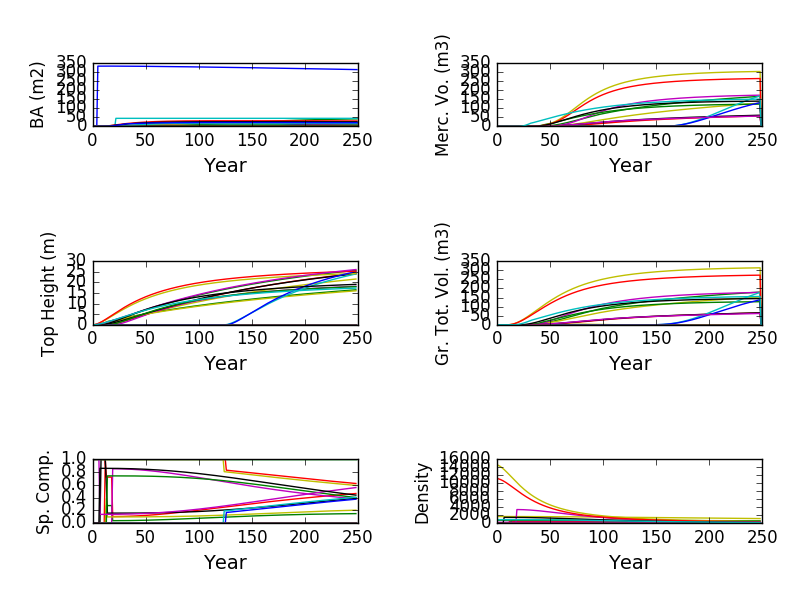 BA (m2)
350
300
250
200
150
100
50
0
0 50 100 150 200 250
Year
Merc. Vo. (m3)
350
300
250
200
150
100
50
0
0 50 100 150 200 250
Year
Top Height (m)
30
25
20
15
10
5
0
0 50 100 150 200 250
Year
Gr. Tot. Vol. (m3)
350
300
250
200
150
100
50
0
0 50 100 150 200 250
Year
Sp. Comp.
1.0
0.8
0.6
0.4
0.2
0.0
0 50 100 150 200 250
Year
Density
16000
14000
12000
10000
8000
6000
4000
2000
0
0 50 100 150 200 250
Year